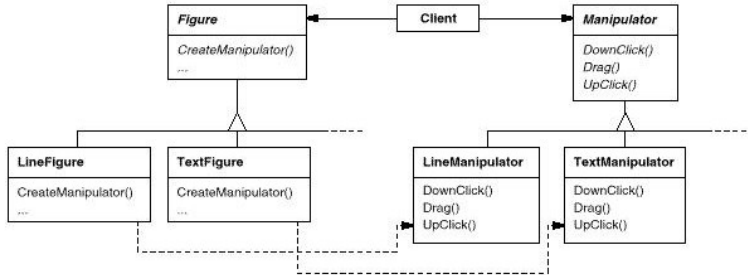 Figure
CreateManipulator()
...
Client
Manipulator
DownClick()
Drag()
UpClick()
LineFigure
CreateManipulator()
...
TextFigure
CreateManipulator()
...
LineManipulator
DownClick()
Drag()
UpClick()
TextManipulator
DownClick()
Drag()
UpClick()